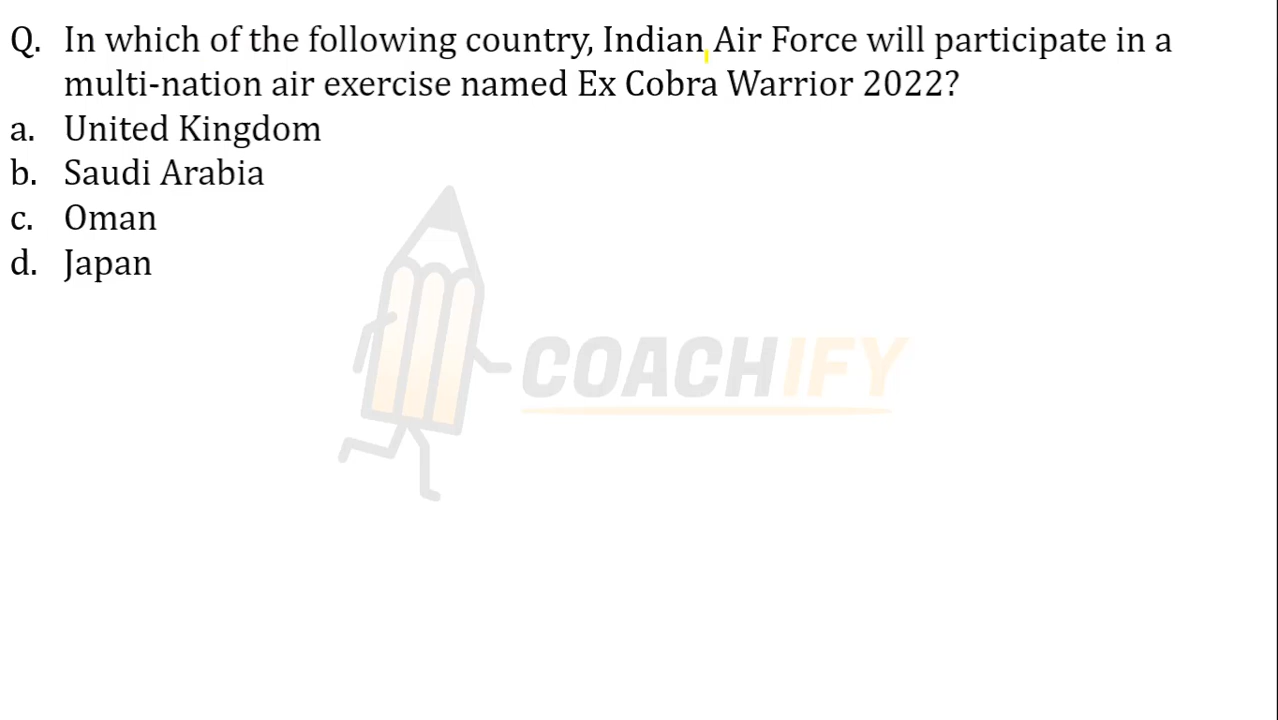 Q. In which of the following country, Indian Air Force will participate in a
multi-nation air exercise named Ex Cobra Warrior 2022?
a. United Kingdom
b. Saudi Arabia
c. Oman
d. Japan
COACHIFY